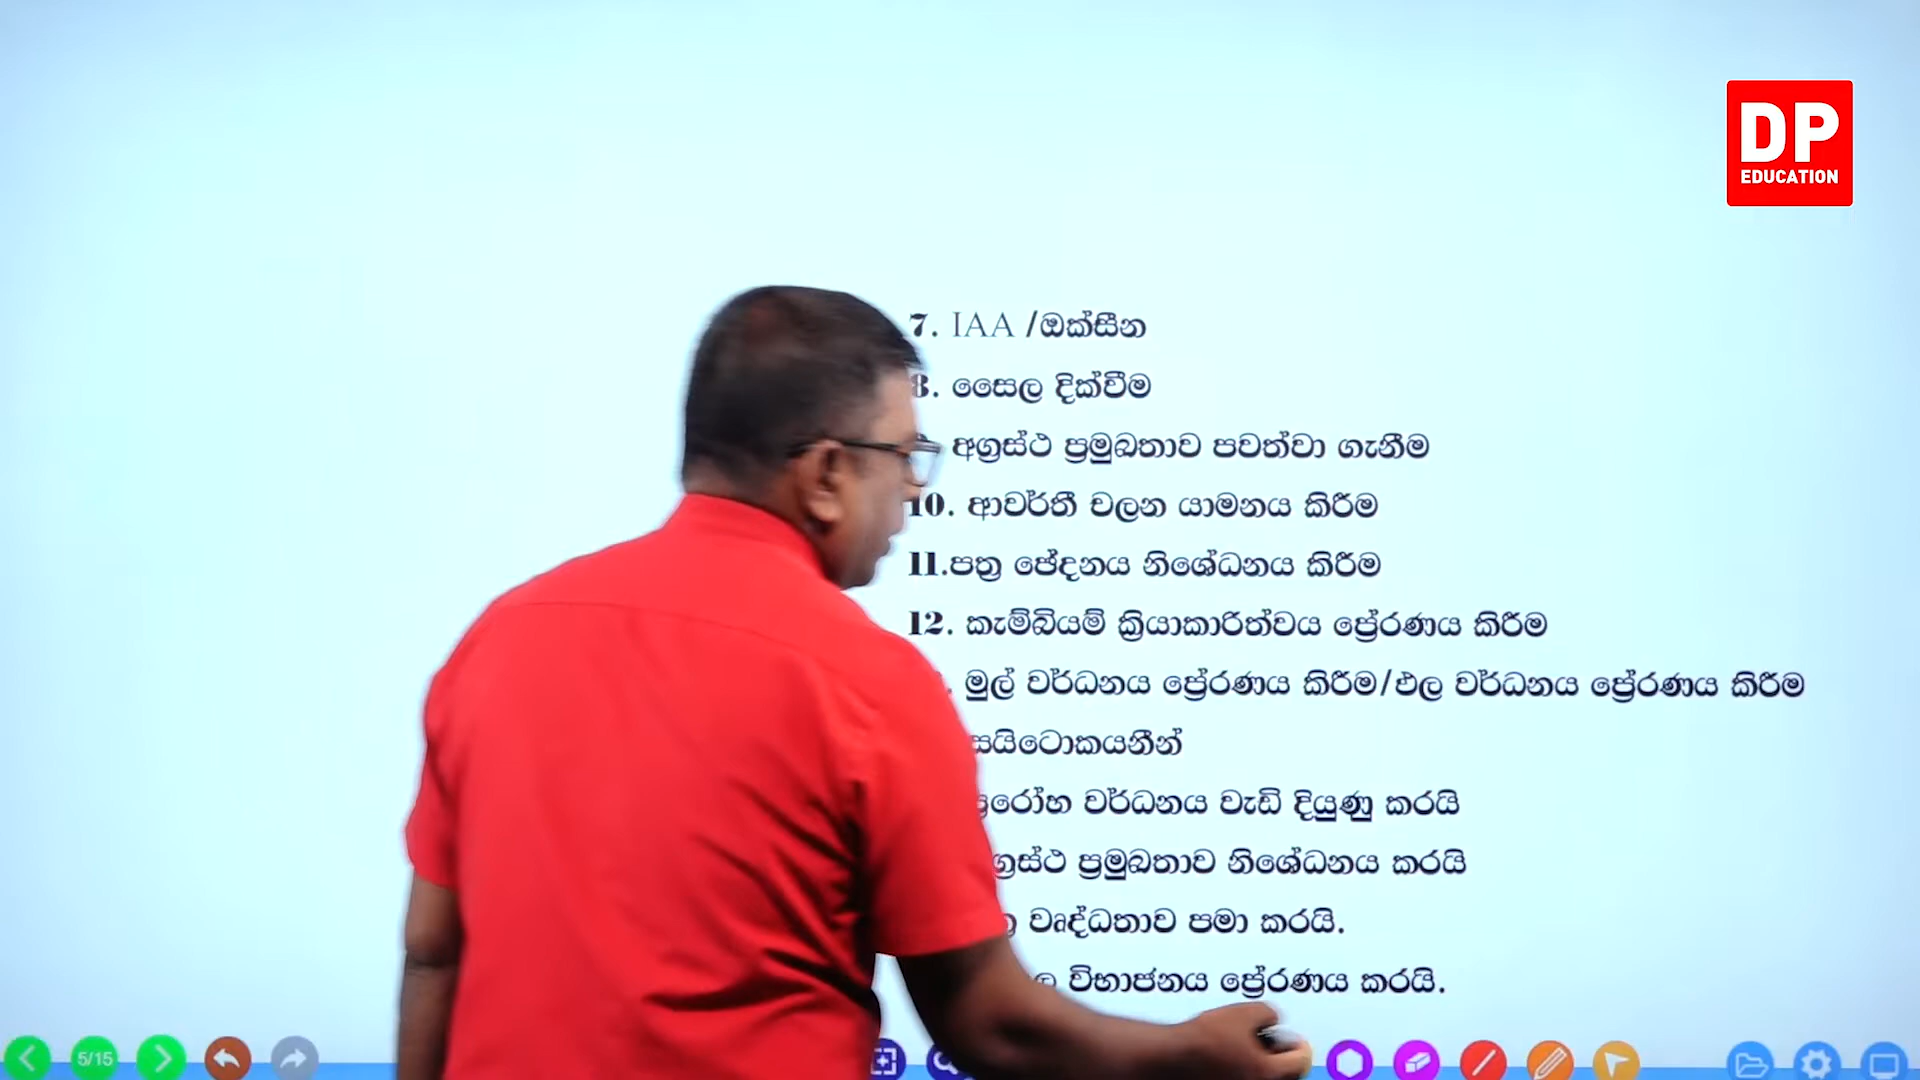 DP
EDUCATION
7. IAA /ඔක්සීන
8. සෛල දික්වීම
අග්‍රස්ථ ප්‍රමුඛතාව පවත්වා ගැනීම
10. ආවර්තී චලන යාමනය කිරීම
11.පත්‍ර ඡේදනය නිශේධනය කිරීම
12. කැම්බියම් ක්‍රියාකාරිත්වය ප්‍රේරණය කිරීම
මුල් වර්ධනය ප්‍රේරණය කිරීම/ඵල වර්ධනය ප්‍රේරණය කිරීම
සයිටොකයනීන්
වර්ධනය වැඩි දියුණු කරයි
ප්‍රමුඛතාව නිශේධනය කරයි
වෘද්ධතාව පමා කරයි.
විභාජනය ප්‍රේරණය කරයි.
5/15